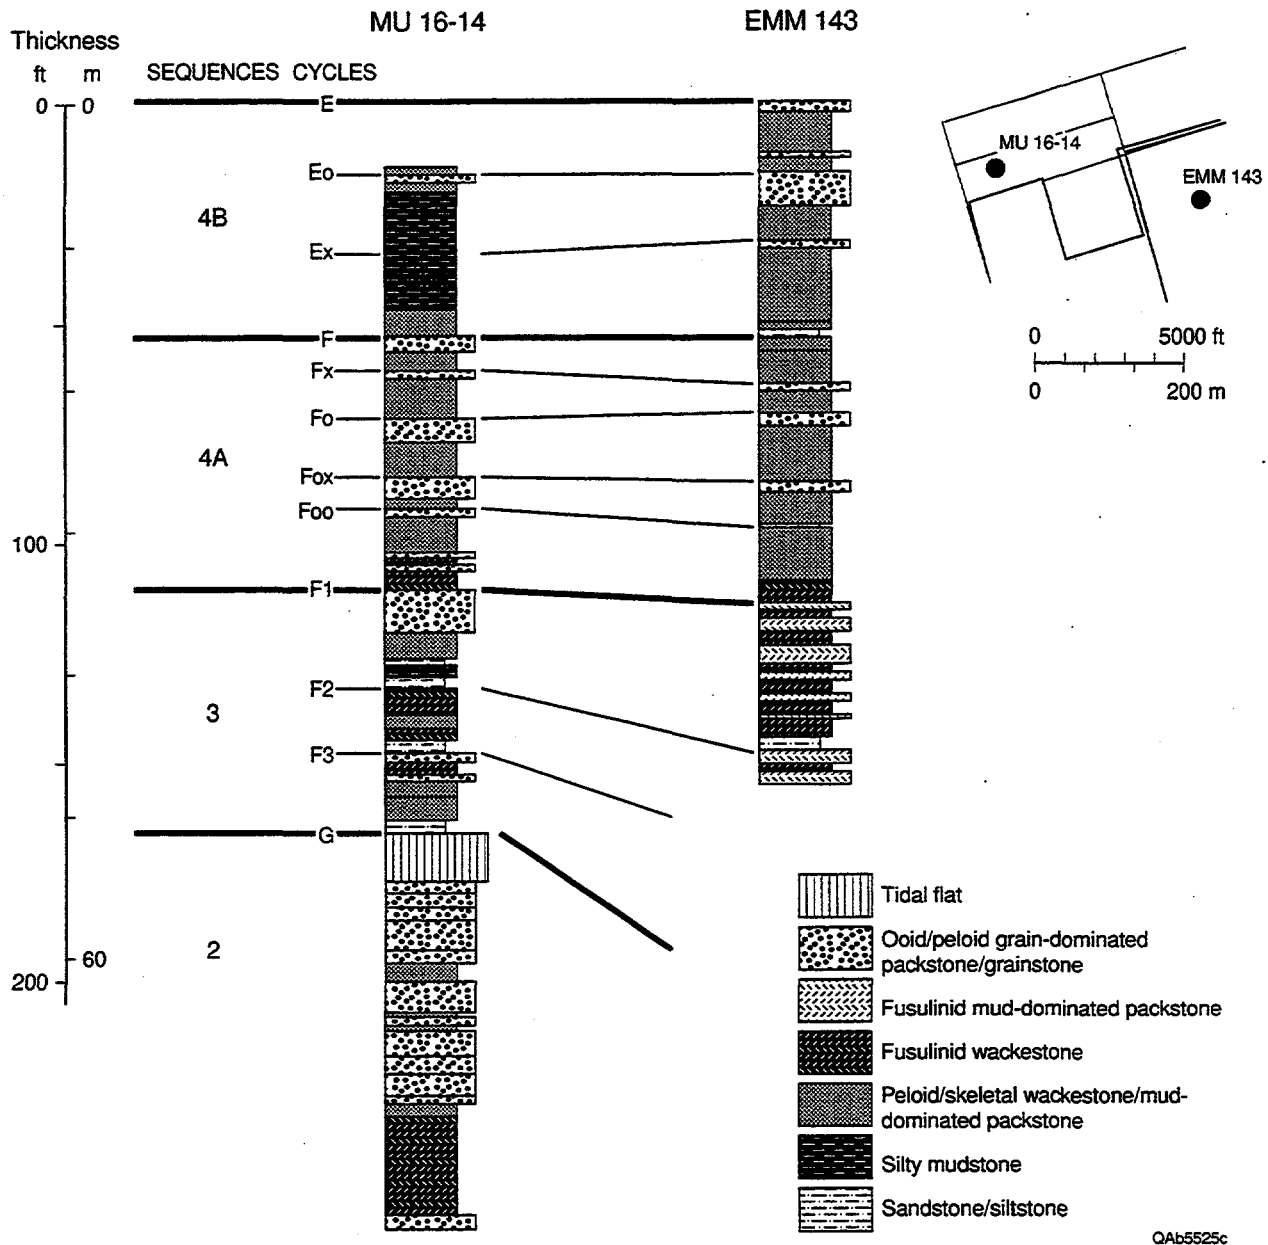 MU 16-14
EMM 143
Thickness
ft
m
SEQUENCES
CYCLES
0
0
E
Eo
4B
Ex
F
Fx
Fo
4A
Fox
Foo
100
F1
F2
3
F3
G
2
60
200
MU 16-14
EMM 143
0
5000 ft
0
200 m
Tidal flat
Ooid/peloid grain-dominated
packstone/grainstone
Fusulinid mud-dominated packstone
Fusulinid wackestone
Peloid/skeletal wackestone/mud-
dominated packstone
Silty mudstone
Sandstone/siltstone
QAb5525c